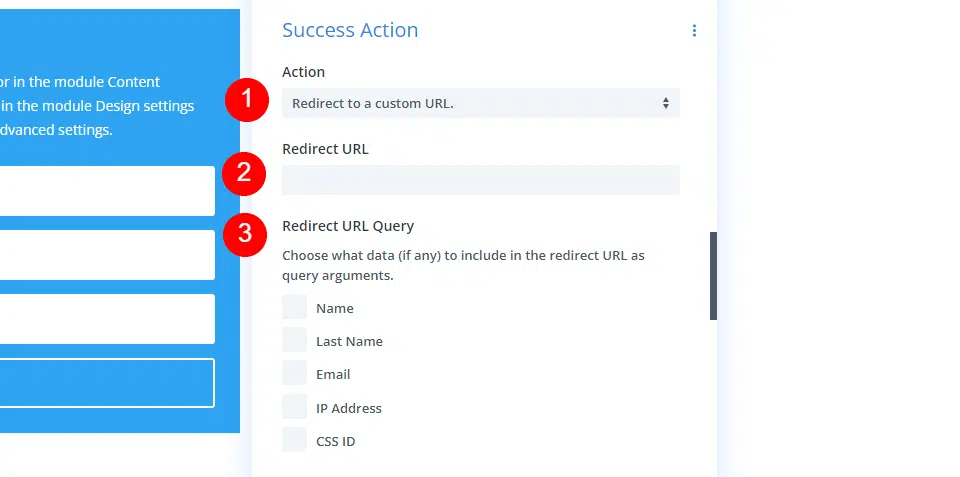 or in the module Content
in the module Design settings
dvanced settings.
Success Action
Action
1
Redirect to a custom URL.
Redirect URL
2
3
Redirect URL Query
Choose what data (if any) to include in the redirect URL as
query arguments.
Name
Last Name
Email
IP Address
CSS ID